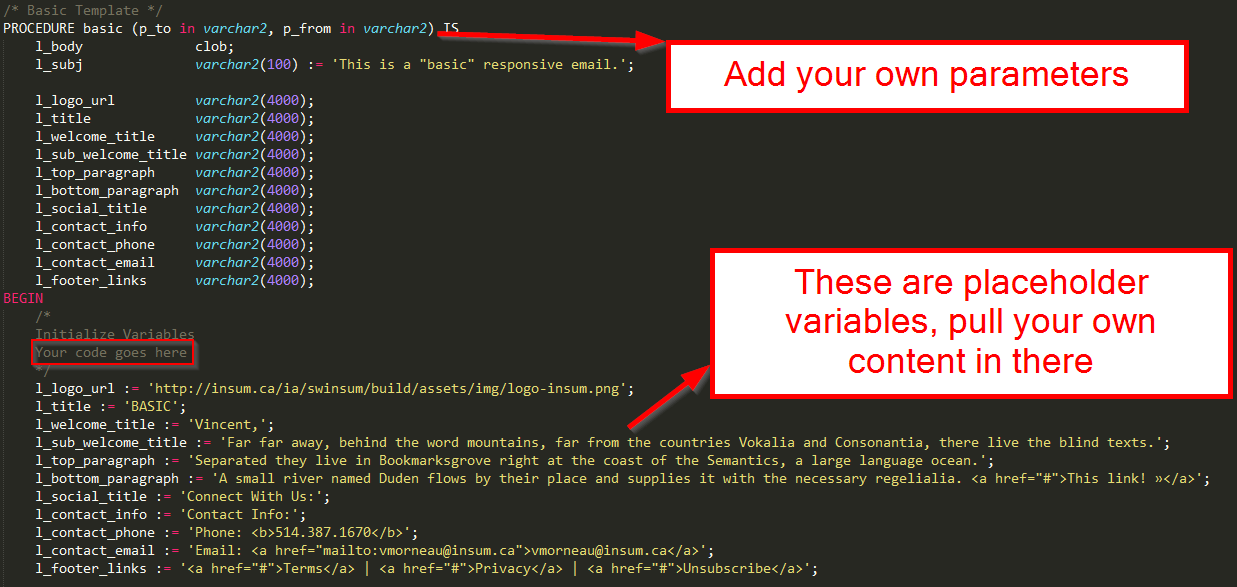 /* Basic Template */
PROCEDURE basic (p_to in varchar2, p_from in varchar2) IS
l_body clob;
l_subj varchar2(100) := 'This is a "basic" responsive email.';
Add your own parameters
l_logo_url varchar2(4000);
l_title varchar2(4000);
l_welcome_title varchar2(4000);
l_sub_welcome_title varchar2(4000);
l_top_paragraph varchar2(4000);
l_bottom_paragraph varchar2(4000);
l_social_title varchar2(4000);
l_contact_info varchar2(4000);
l_contact_phone varchar2(4000);
l_contact_email varchar2(4000);
l_footer_links varchar2(4000);
BEGIN
/*
Initialize Variables
Your code goes here
*/
These are placeholder
variables, pull your own
content in there
l_logo_url := 'http://insum.ca/ia/swinsum/build/assets/img/logo-insum.png';
l_title := 'BASIC';
l_welcome_title := 'Vincent,';
l_sub_welcome_title := 'Far far away, behind the word mountains, far from the countries Vokalia and Consonantia, there live the blind texts.';
l_top_paragraph := 'Separated they live in Bookmarksgrove right at the coast of the Semantics, a large language ocean.';
l_bottom_paragraph := 'A small river named Duden flows by their place and supplies it with the necessary regelialia. <a href="#">This link! »</a>';
l_social_title := 'Connect With Us:';
l_contact_info := 'Contact Info:';
l_contact_phone := 'Phone: <b>514.387.1670</b>';
l_contact_email := 'Email: <a href="mailto:vmorneau@insum.ca">vmorneau@insum.ca</a>';
l_footer_links := '<a href="#">Terms</a> | <a href="#">Privacy</a> | <a href="#">Unsubscribe</a>';